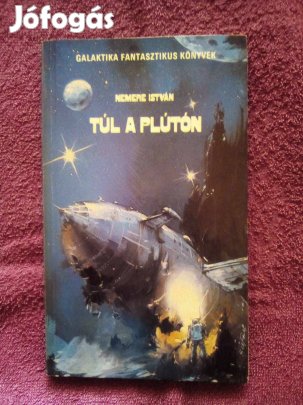 Jófogás
GALAKTIKA FANTASZTIKUS KÖNYVEK
NEMERE ISTVÁN
TÚL A PLÚTÓN